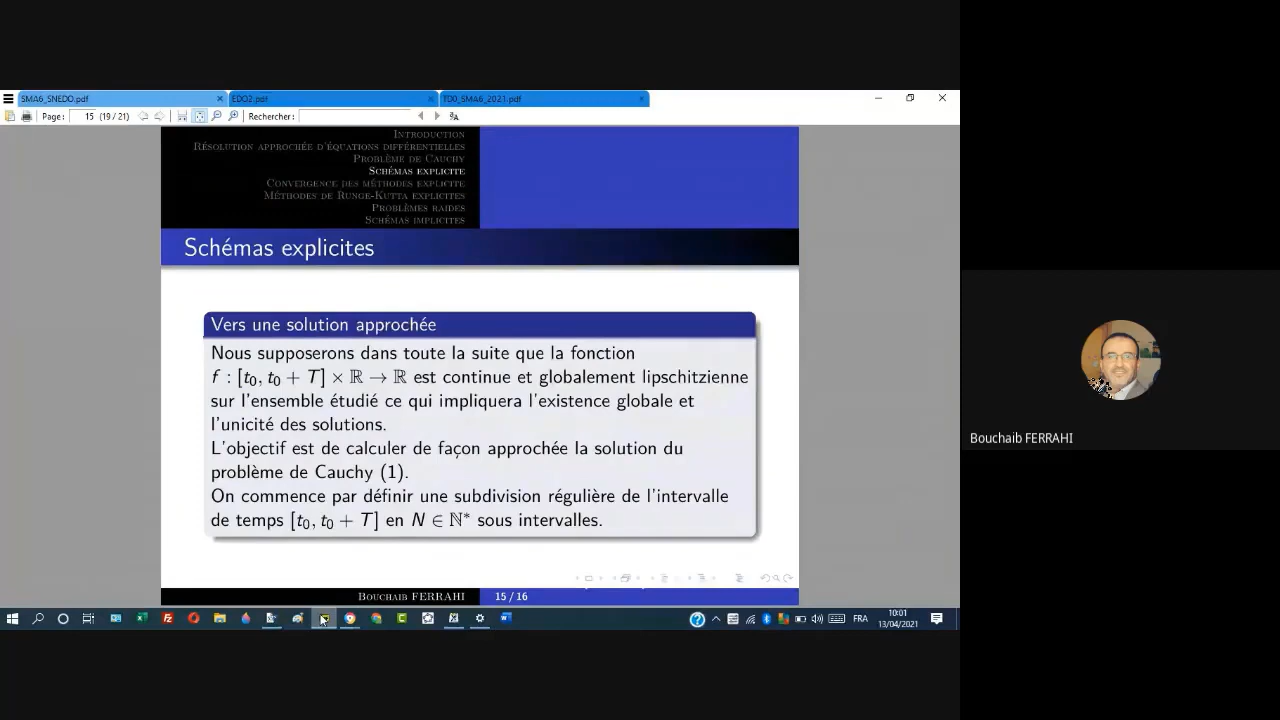 SMA6_SNEDO.pdf
EDO2.pdf
TD0_SMA6_2021.pdf
Page: 15 (19 / 21) Rechercher:
INTRODUCTION
RÉSOLUTION APPROCHÉE D'ÉQUATIONS DIFFÉRENTIELLES
PROBLÈME DE CAUCHY
SCHÉMAS EXPLICITE
CONVERGENCE DES MÉTHODES EXPLICITE
MÉTHODES DE RUNGE-KUTTA EXPLICITES
PROBLÈMES RAIDES
SCHÉMAS IMPLICITES
Schémas explicites
Vers une solution approchée
Nous supposerons dans toute la suite que la fonction
f : [t₀, t₀ + T] × ℝ → ℝ est continue et globalement lipschitzienne
sur l'ensemble étudié ce qui impliquera l'existence globale et
l'unicité des solutions.
L'objectif est de calculer de façon approchée la solution du
problème de Cauchy (1).
On commence par définir une subdivision régulière de l'intervalle
de temps [t₀, t₀ + T] en N ∈ ℕ* sous intervalles.
BOUCHAIB FERRAHI
15 / 16
FRA
10:01
13/04/2021
Bouchaib FERRAHI